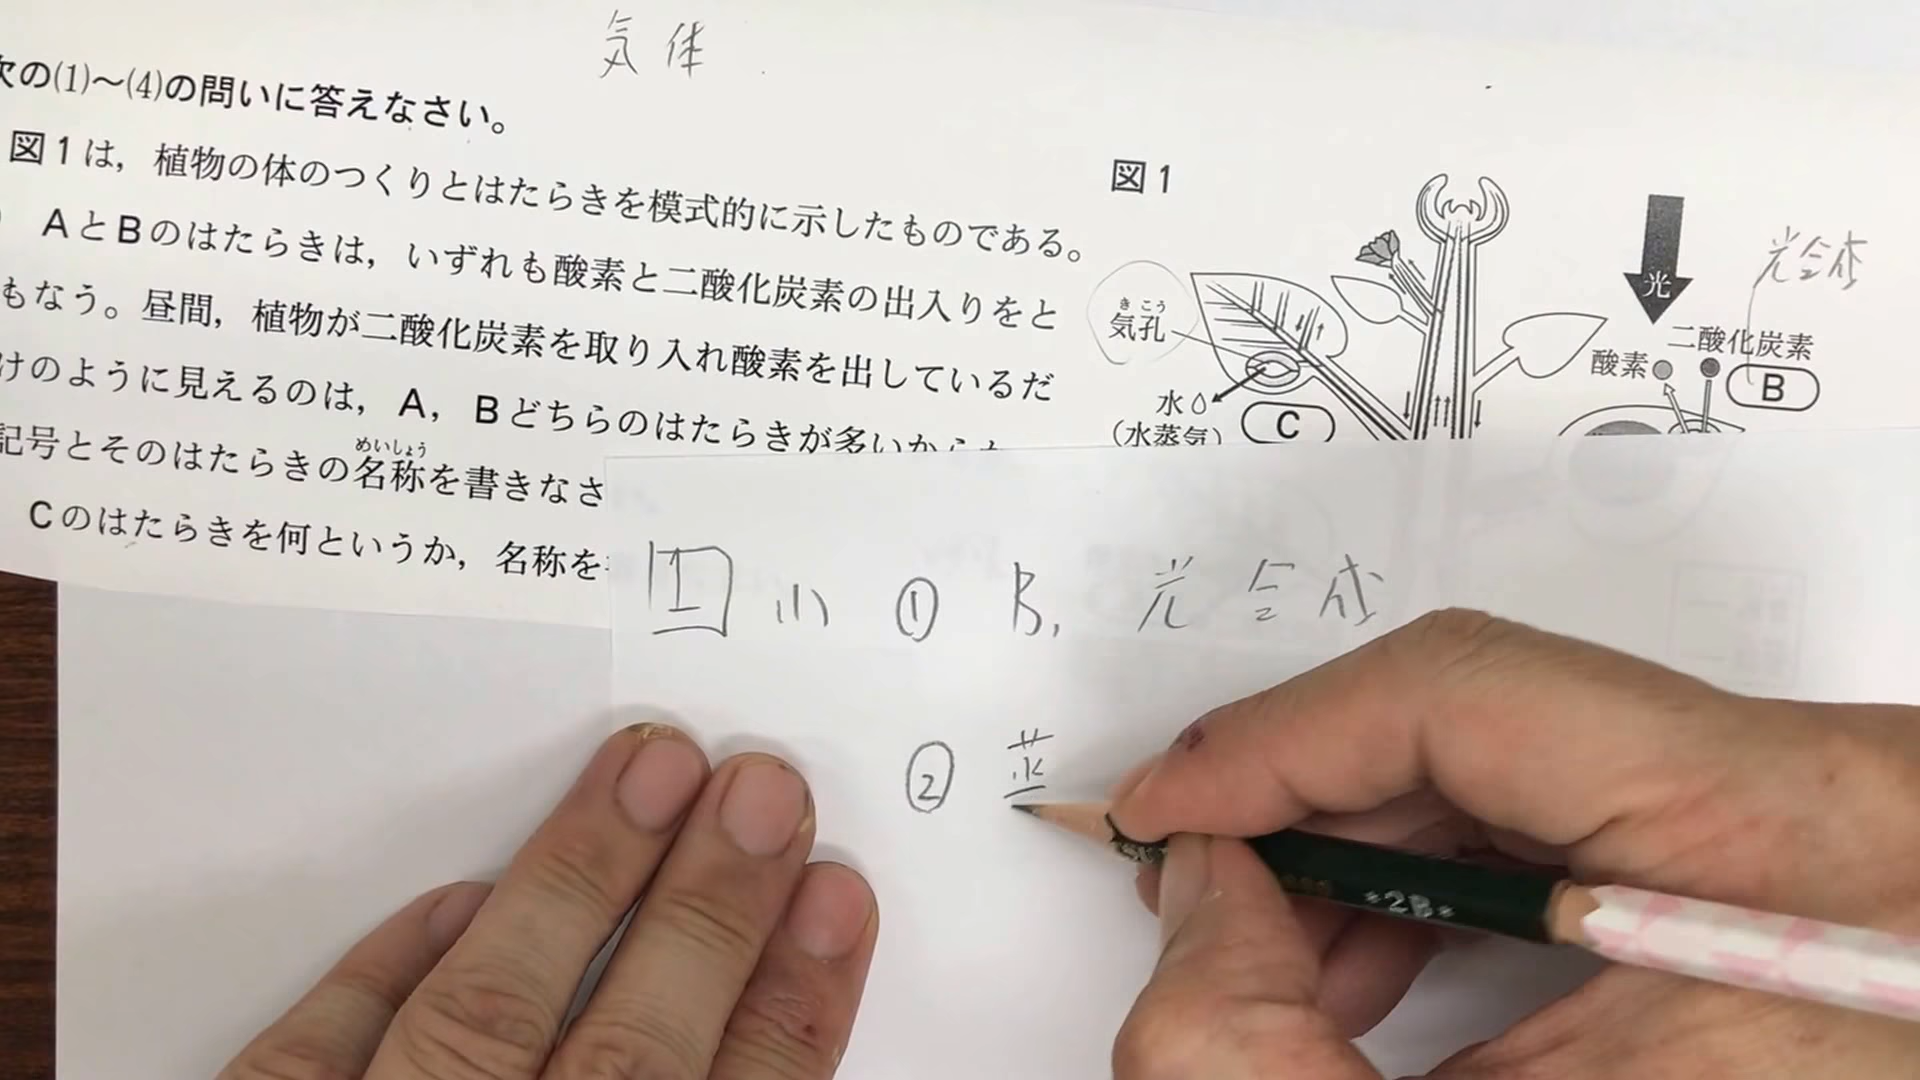 気体
次の(1)〜(4)の問いに答えなさい。
図1は，植物の体のつくりとはたらきを模式的に示したものである。
AとBのはたらきは，いずれも酸素と二酸化炭素の出入りをと
もなう。昼間，植物が二酸化炭素を取り入れ酸素を出しているだ
けのように見えるのは，A，Bどちらのはたらきが多いからか
めいしょう
記号とそのはたらきの名称を書きなさ
Cのはたらきを何というか，名称を
図1
光
光合成
きこう
気孔
二酸化炭素
酸素
B
水
(水蒸気)
C
1 (1) ① B, 光合成
②
*2B*